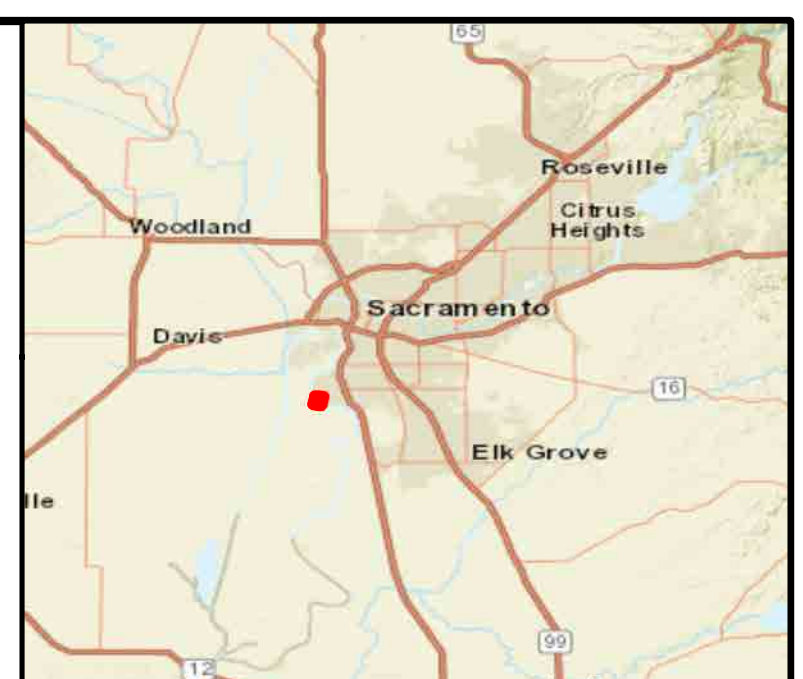 65
Roseville
Citrus
Heights
Woodland
Sacramento
Davis
16
Elk Grove
lle
99
12